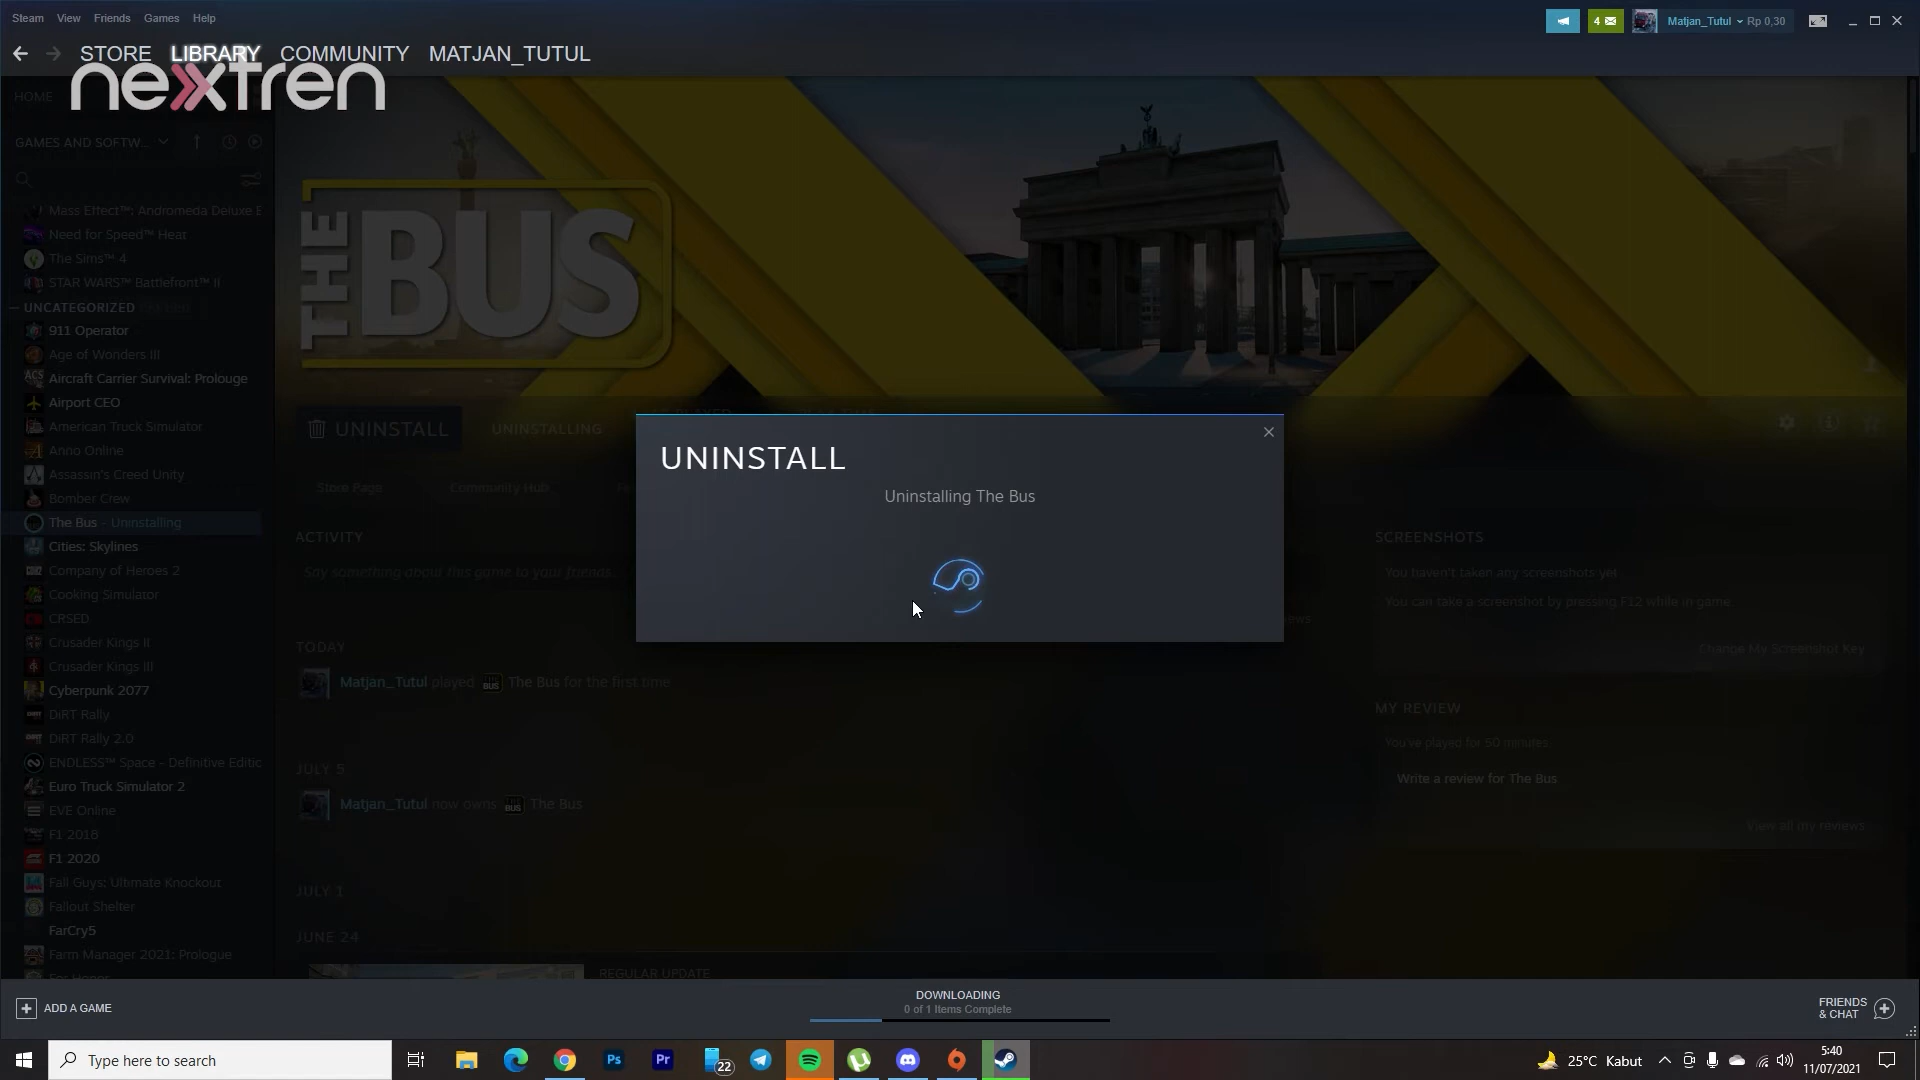 Steam View Friends Games Help
4 Matjan_Tutul Rp 0,30
STORE LIBRARY COMMUNITY MATJAN_TUTUL
nextren
HOME
GAMES AND SOFTW...
Mass Effect™: Andromeda Deluxe E
Need for Speed™ Heat
The Sims™ 4
STAR WARS™ Battlefront™ II
UNCATEGORIZED
911 Operator
Age of Wonders III
Aircraft Carrier Survival: Prolouge
Airport CEO
American Truck Simulator
Anno Online
Assassin's Creed Unity
Bomber Crew
The Bus - Uninstalling
Cities: Skylines
Company of Heroes 2
Cooking Simulator
CRSED
Crusader Kings II
Crusader Kings III
Cyberpunk 2077
DiRT Rally
DiRT Rally 2.0
ENDLESS™ Space - Definitive Editic
Euro Truck Simulator 2
EVE Online
F1 2018
F1 2020
Fall Guys: Ultimate Knockout
Fallout Shelter
FarCry5
Farm Manager 2021: Prologue
For Honor
THE BUS
UNINSTALL UNINSTALLING
Store Page Community Hub
ACTIVITY
Say something about this game to your friends...
TODAY
Matjan_Tutul played The Bus for the first time
JULY 5
Matjan_Tutul now owns The Bus
JULY 1
JUNE 24
REGULAR UPDATE
UNINSTALL
Uninstalling The Bus
SCREENSHOTS
You haven't taken any screenshots yet
You can take a screenshot by pressing F12 while in game.
Change My Screenshot Key
MY REVIEW
You've played for 50 minutes
Write a review for The Bus
View all my reviews
ADD A GAME
DOWNLOADING
0 of 1 Items Complete
FRIENDS
& CHAT
Type here to search
Ps
Pr
22
25°C Kabut
5:40
11/07/2021